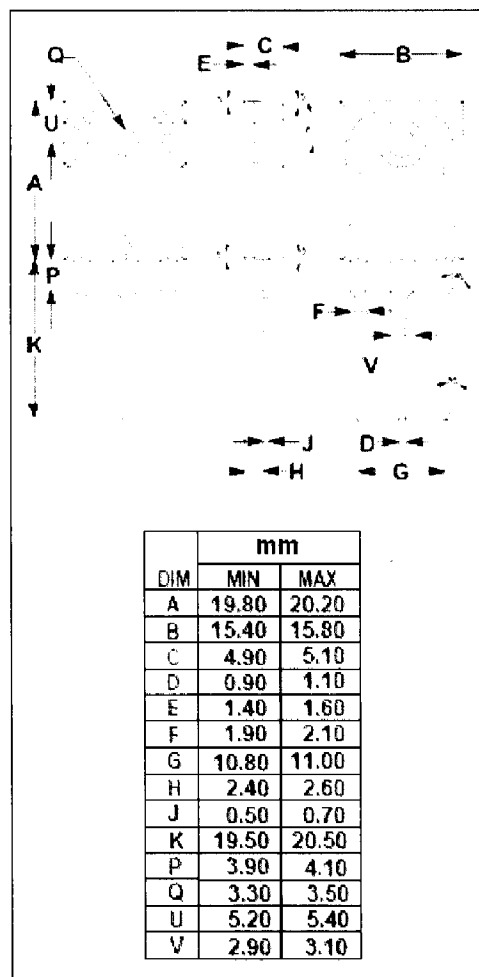 C
Q E B
U
A
P
F
K
V
J D
H G
mm
DIM MIN MAX
A 19.80 20.20
B 15.40 15.80
C 4.90 5.10
D 0.90 1.10
E 1.40 1.60
F 1.90 2.10
G 10.80 11.00
H 2.40 2.60
J 0.50 0.70
K 19.50 20.50
P 3.90 4.10
Q 3.30 3.50
U 5.20 5.40
V 2.90 3.10